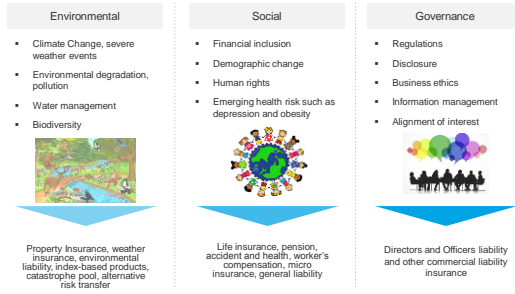 Environmental
Climate Change, severe
weather events
Environmental degradation,
pollution
Water management
Biodiversity
Property Insurance, weather
insurance, environmental
liability, index-based products,
catastrophe pool, alternative
risk transfer
Social
Financial inclusion
Demographic change
Human rights
Emerging health risk such as
depression and obesity
Life insurance, pension,
accident and health, worker's
compensation, micro
insurance, general liability
Governance
Regulations
Disclosure
Business ethics
Information management
Alignment of interest
Directors and Officers liability
and other commercial liability
insurance